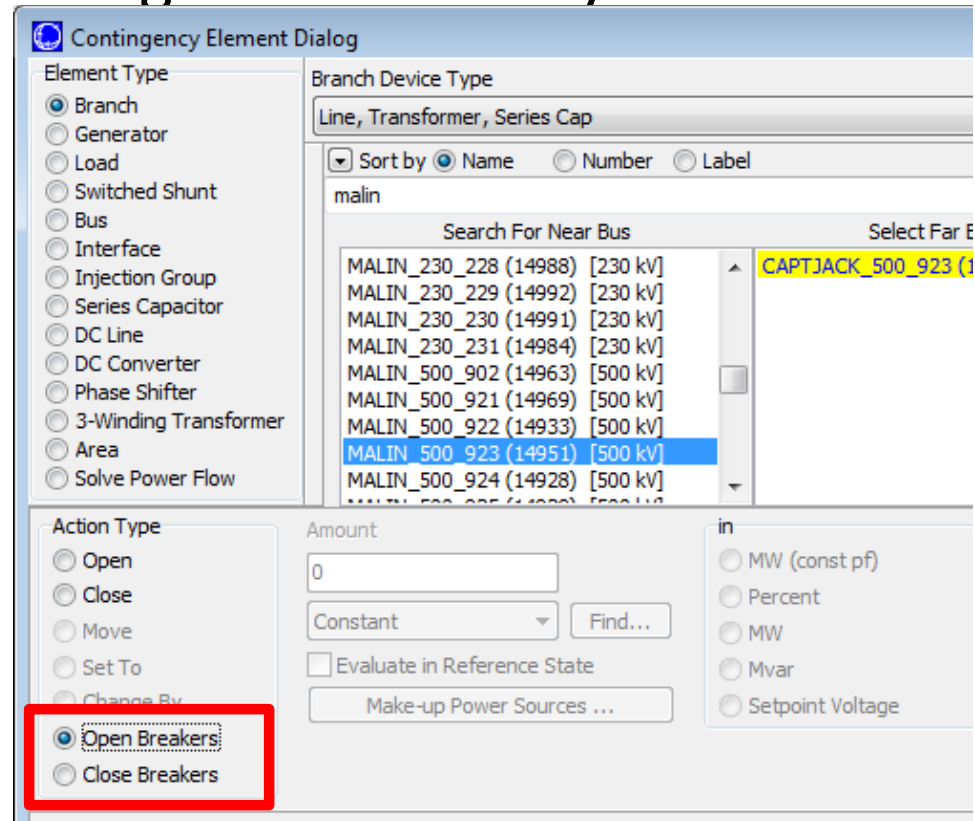 Contingency Element Dialog
Element Type
Branch
Generator
Load
Switched Shunt
Bus
Interface
Injection Group
Series Capacitor
DC Line
DC Converter
Phase Shifter
3-Winding Transformer
Area
Solve Power Flow
Branch Device Type
Line, Transformer, Series Cap
Sort by Name Number Label
malin
Search For Near Bus
MALIN_230_228 (14988) [230 kV]
MALIN_230_229 (14992) [230 kV]
MALIN_230_230 (14991) [230 kV]
MALIN_230_231 (14984) [230 kV]
MALIN_500_902 (14963) [500 kV]
MALIN_500_921 (14969) [500 kV]
MALIN_500_922 (14933) [500 kV]
MALIN_500_923 (14951) [500 kV]
MALIN_500_924 (14928) [500 kV]
Select Far
CAPTJACK_500_923 (1
Action Type
Open
Close
Move
Set To
Change By
Open Breakers
Close Breakers
Amount
0
Constant Find...
Evaluate in Reference State
Make-up Power Sources ...
in
MW (const pf)
Percent
MW
Mvar
Setpoint Voltage